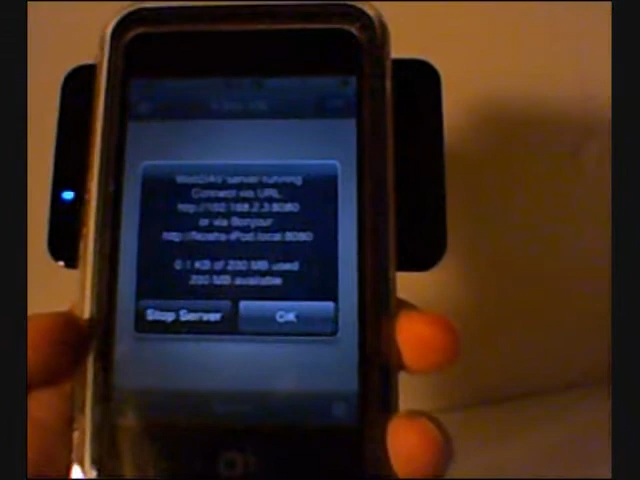 WebDAV server running
Connect via URL
http://192.168.2.3:8080
or via Bonjour
0.1 KB of 200 MB used
200 MB available
Stop Server
OK